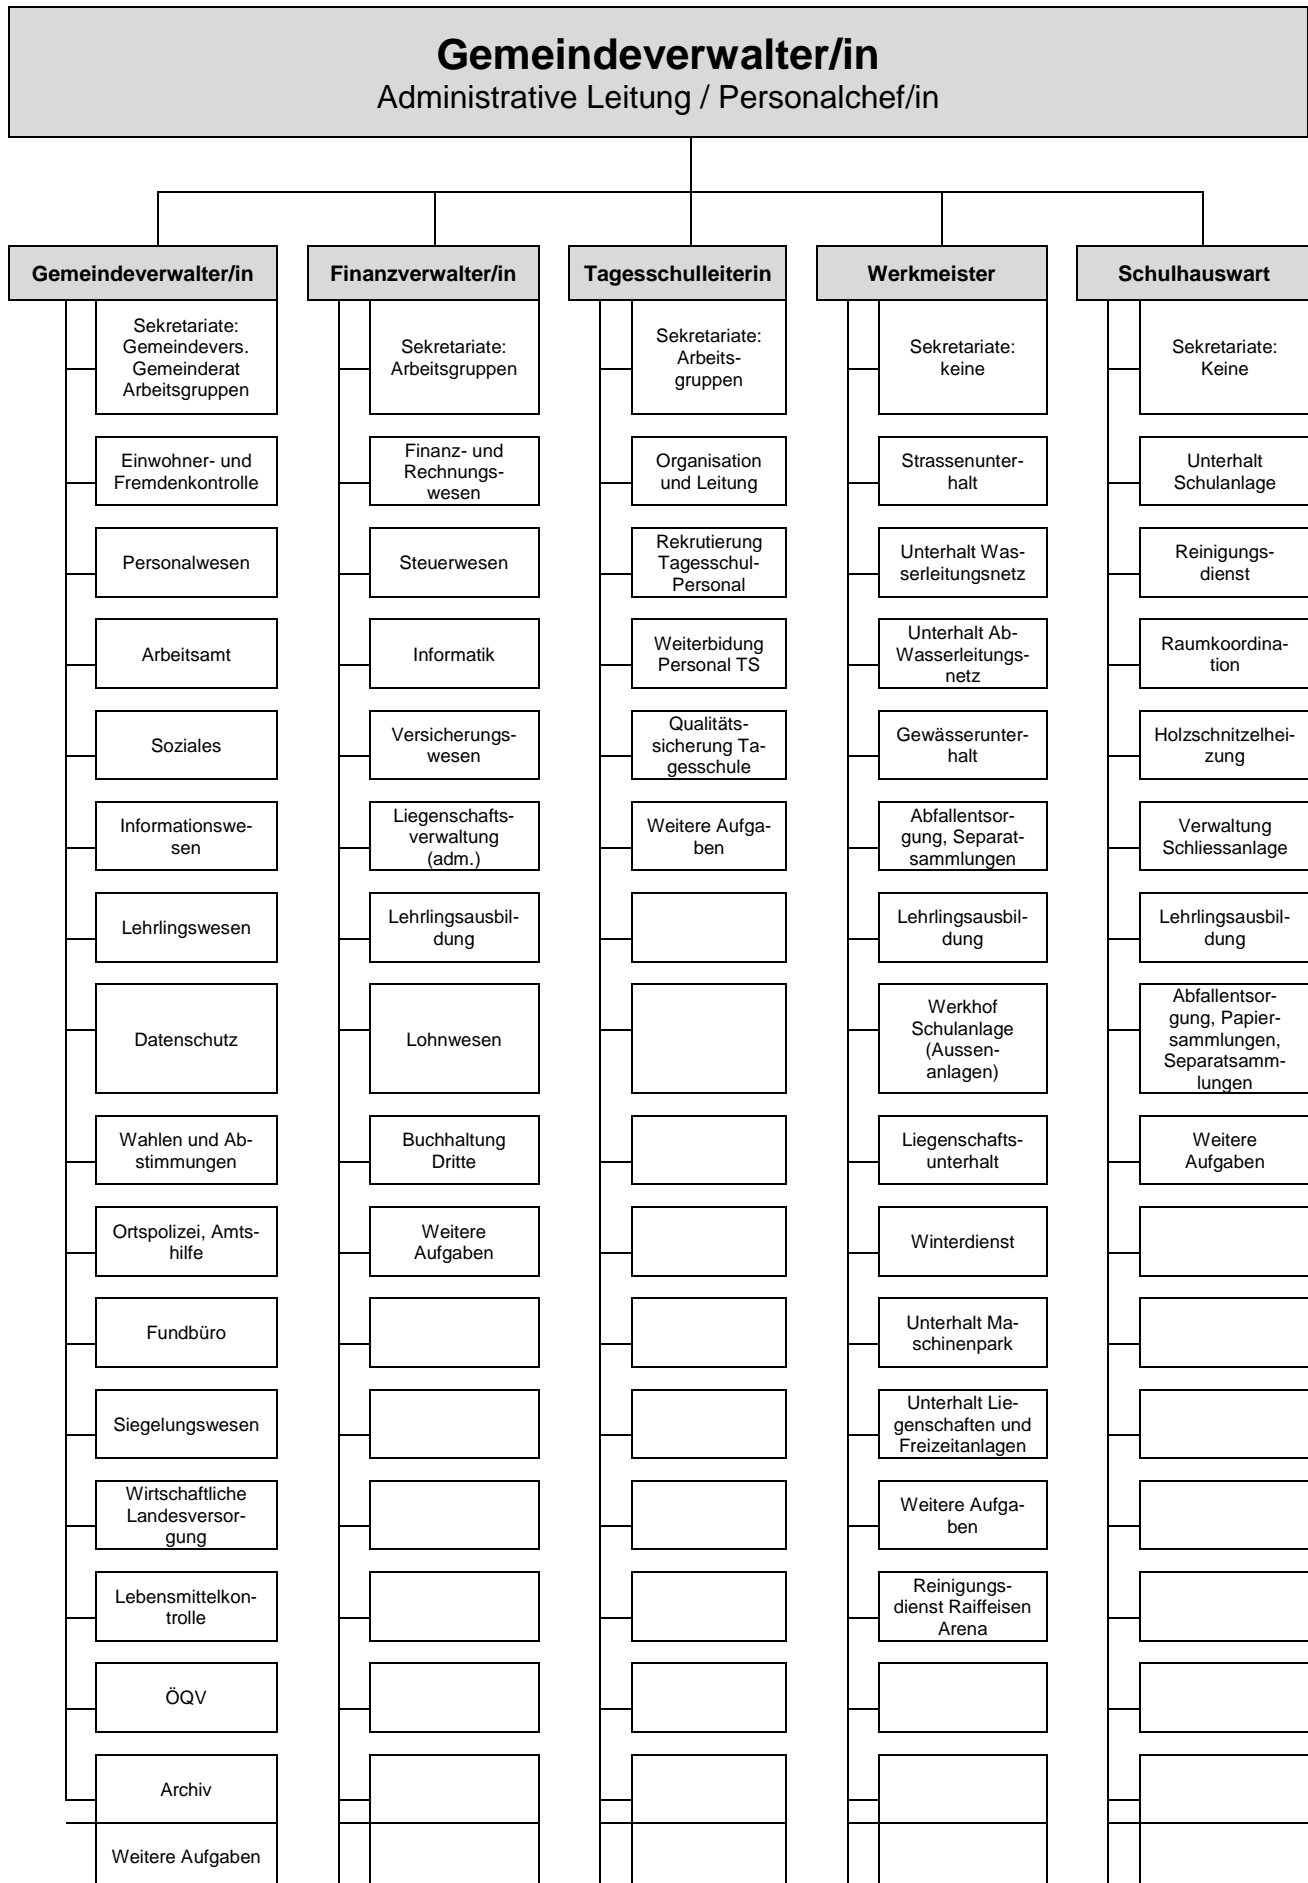 Gemeindeverwalter/in
Administrative Leitung / Personalchef/in
Gemeindeverwalter/in
Sekretariate:
Gemeindevers.
Gemeinderat
Arbeitsgruppen
Einwohner- und
Fremdenkontrolle
Personalwesen
Arbeitsamt
Soziales
Informationswe-
sen
Lehrlingswesen
Datenschutz
Wahlen und Ab-
stimmungen
Ortspolizei, Amts-
hilfe
Fundbüro
Siegelungswesen
Wirtschaftliche
Landesversor-
gung
Lebensmittelkon-
trolle
ÖQV
Archiv
Weitere Aufgaben
Finanzverwalter/in
Sekretariate:
Arbeitsgruppen
Finanz- und
Rechnungs-
wesen
Steuerwesen
Informatik
Versicherungs-
wesen
Liegenschafts-
verwaltung
(adm.)
Lehrlingsausbil-
dung
Lohnwesen
Buchhaltung
Dritte
Weitere
Aufgaben
Tagesschulleiterin
Sekretariate:
Arbeits-
gruppen
Organisation
und Leitung
Rekrutierung
Tagesschul-
Personal
Weiterbidung
Personal TS
Qualitäts-
sicherung Ta-
gesschule
Weitere Aufga-
ben
Werkmeister
Sekretariate:
keine
Strassenunter-
halt
Unterhalt Was-
serleitungsnetz
Unterhalt Ab-
Wasserleitungs-
netz
Gewässerunter-
halt
Abfallentsor-
gung, Separat-
sammlungen
Lehrlingsausbil-
dung
Werkhof
Schulanlage
(Aussen-
anlagen)
Liegenschafts-
unterhalt
Winterdienst
Unterhalt Ma-
schinenpark
Unterhalt Lie-
genschaften und
Freizeitanlagen
Weitere Aufga-
ben
Reinigungs-
dienst Raiffeisen
Arena
Schulhauswart
Sekretariate:
Keine
Unterhalt
Schulanlage
Reinigungs-
dienst
Raumkoordina-
tion
Holzschnitzelhei-
zung
Verwaltung
Schliessanlage
Lehrlingsausbil-
dung
Abfallentsor-
gung, Papier-
sammlungen,
Separatsamm-
lungen
Weitere
Aufgaben